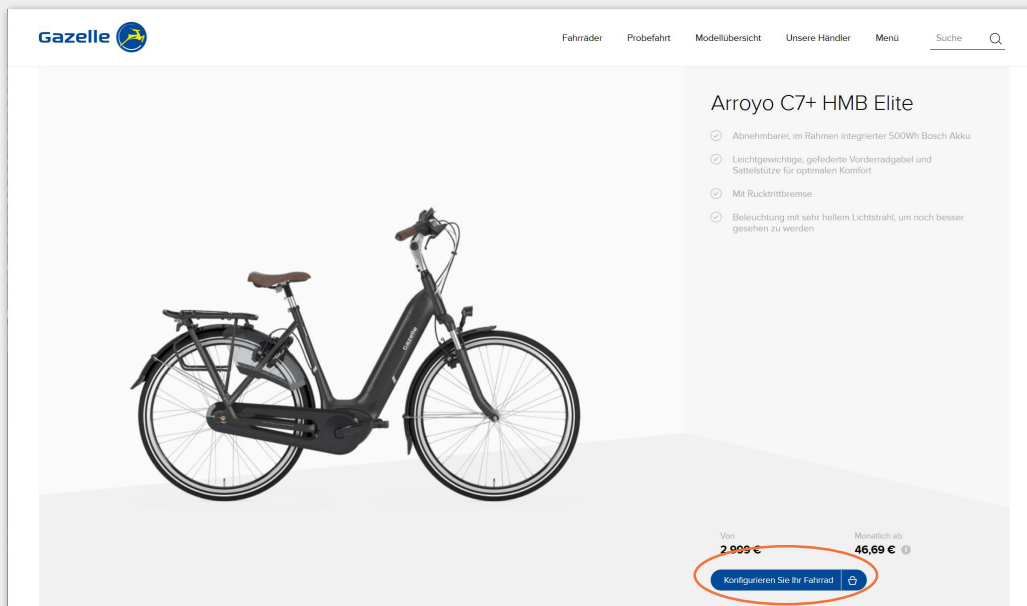 Gazelle
Fahrräder Probefahrt Modellübersicht Unsere Händler Menü Suche
Arroyo C7+ HMB Elite
Abnehmbarer, im Rahmen integrierter 500Wh Bosch Akku
Leichtgewichtige, gefederte Vorderradgabel und
Sattelstütze für optimalen Komfort
Mit Rucktrittbremse
Beleuchtung mit sehr hellem Lichtstrahl, um noch besser
gesehen zu werden
Gazelle
Von Monatlich ab
2.999 € 46,69 €
Konfigurieren Sie Ihr Fahrrad